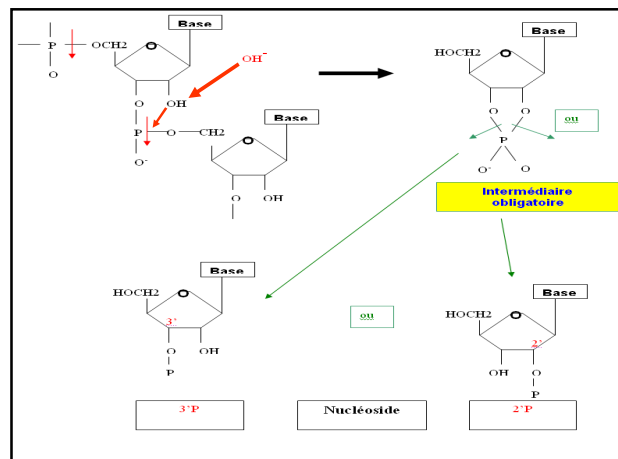 Base
Base
P
OCH2
O
HOCH2
O
OH⁻
O
OH
O
O
Base
ou
P
O
CH2
P
O
O⁻
O⁻
O
O
OH
Intermédiaire
obligatoire
Base
Base
HOCH2
O
ou
3'
HOCH2
O
2'
O
OH
P
OH
O
P
3'P
Nucléoside
2'P